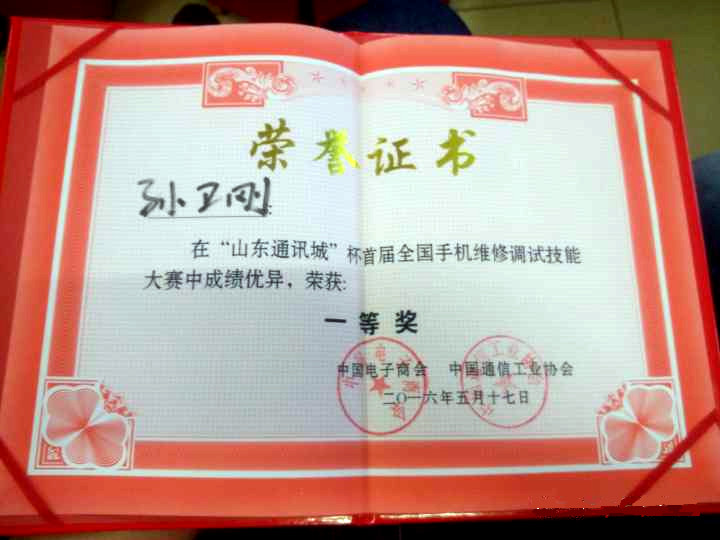 荣誉证书
孙卫刚:
在“山东通讯城”杯首届全国手机维修调试技能
大赛中成绩优异，荣获:
一等奖
中国电子商会 中国通信工业协会
二〇一六年五月十七日